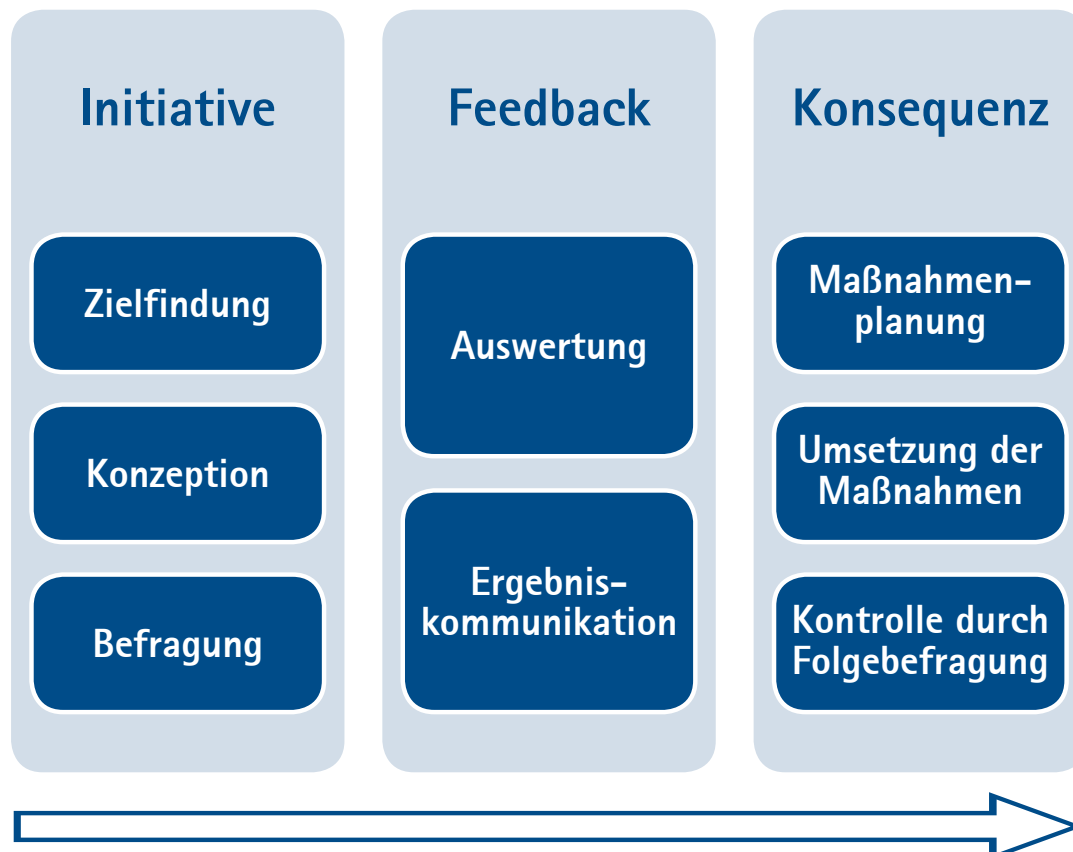 Initiative
Zielfindung
Konzeption
Befragung
Feedback
Auswertung
Ergebnis-
kommunikation
Konsequenz
Maßnahmen-
planung
Umsetzung der
Maßnahmen
Kontrolle durch
Folgebefragung